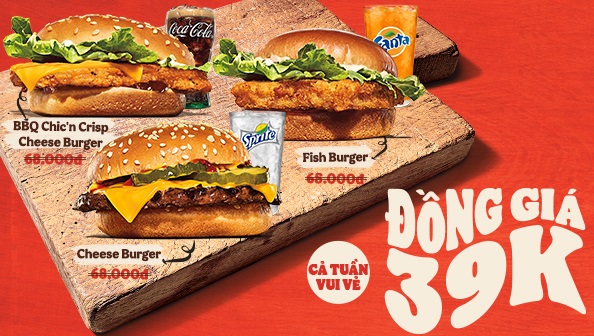 Coca-Cola
Fanta
BBQ Chic'n Crisp
Cheese Burger
68.000đ
Sprite
Fish Burger
68.000đ
Cheese Burger
68.000đ
CẢ TUẦN
VUI VẺ
ĐỒNG GIÁ
39K